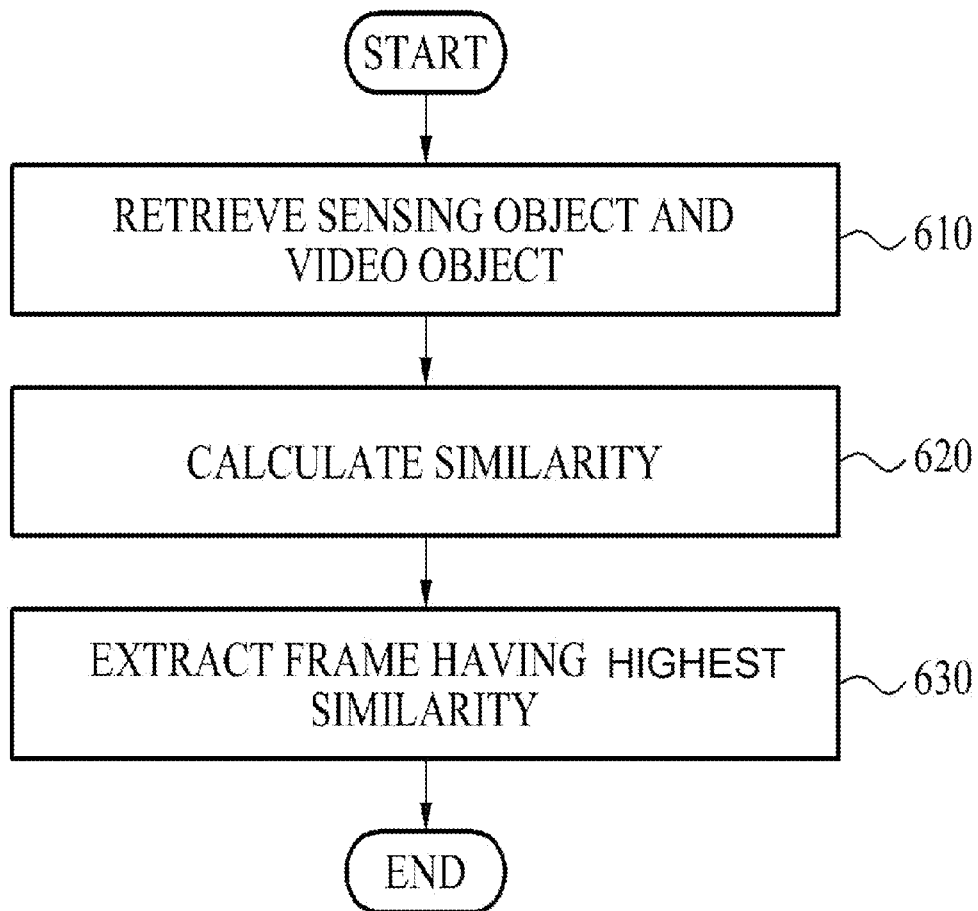 START
RETRIEVE SENSING OBJECT AND
VIDEO OBJECT
610
CALCULATE SIMILARITY
620
EXTRACT FRAME HAVING HIGHEST
SIMILARITY
630
END